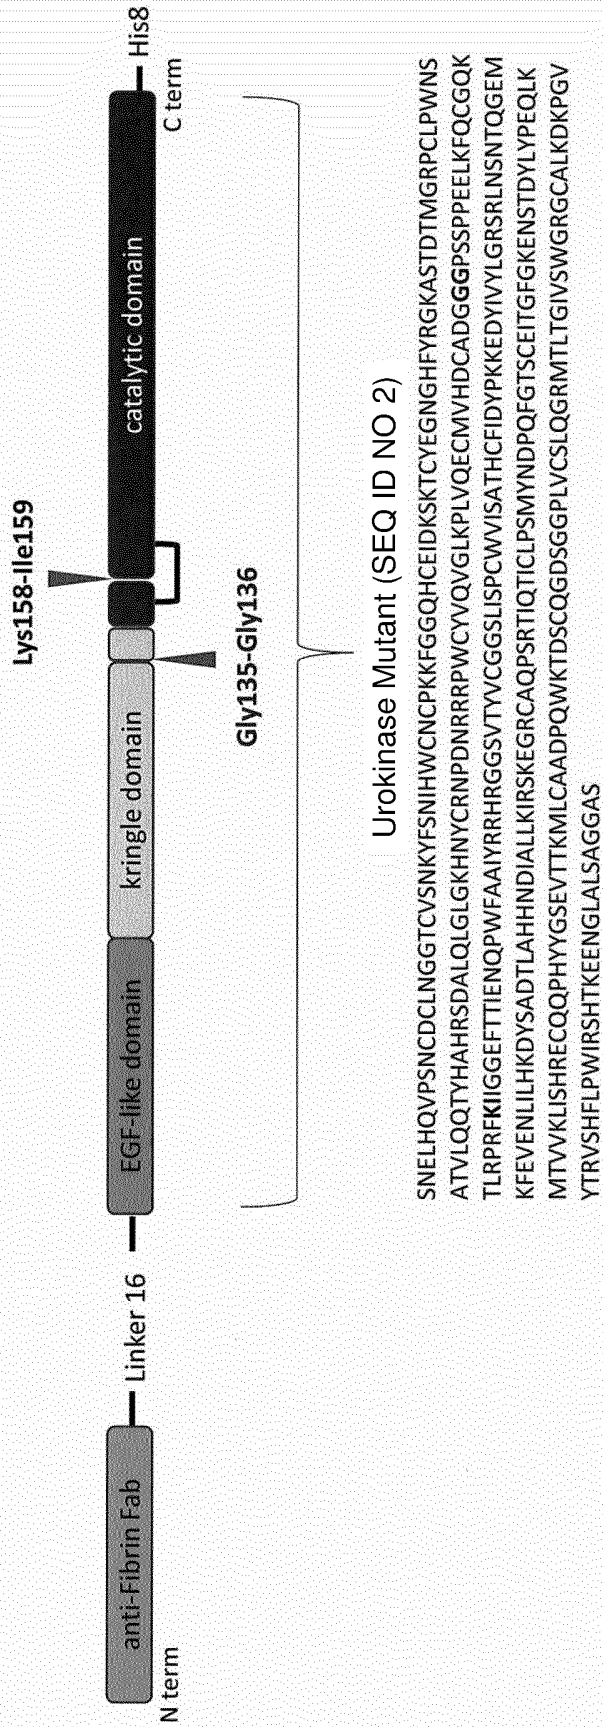 Lys158-Ile159
anti-Fibrin Fab
Linker 16
EGF-like domain
kringle domain
catalytic domain
His8
N term
C term
Gly135-Gly136
Urokinase Mutant (SEQ ID NO 2)
SNELHQVPSNCDCLNGGTCVSNKYFSNIHWCNCPKKFGGQHCEIDKSKTCYEGNGHFYRGKASTDTMGRPCLPWNS
ATVLQQTYHAHRSDALQLGLGKHNYCRNPDNRRRPWCYVQVGLKPLVQECMVHDCADGGGPSSPPEELKFQCGQK
TLRPRFKIIGGEFTTIENQPWFAAIYRRHRGGSVTYVCGGSLISPCWVISATHCFIDYPKKEDYIVYLGRSRLNSNTQGEM
KFEVENLILHKDYSADTLAHHNDIALLKIRSKEGRCAQPSRTIQTICLPSMYNDPQFGTSCEITGFGKENSTDYLYPEQLK
MTVVKLISHRECQQPHYYGSEVTTKMLCAADPQWKTDSCQGDSGGPLVCSLQGRMTLTGIVSWGRGCALKDKPGV
YTRVSHFLPWIRSHTKEENGLALSAGGAS